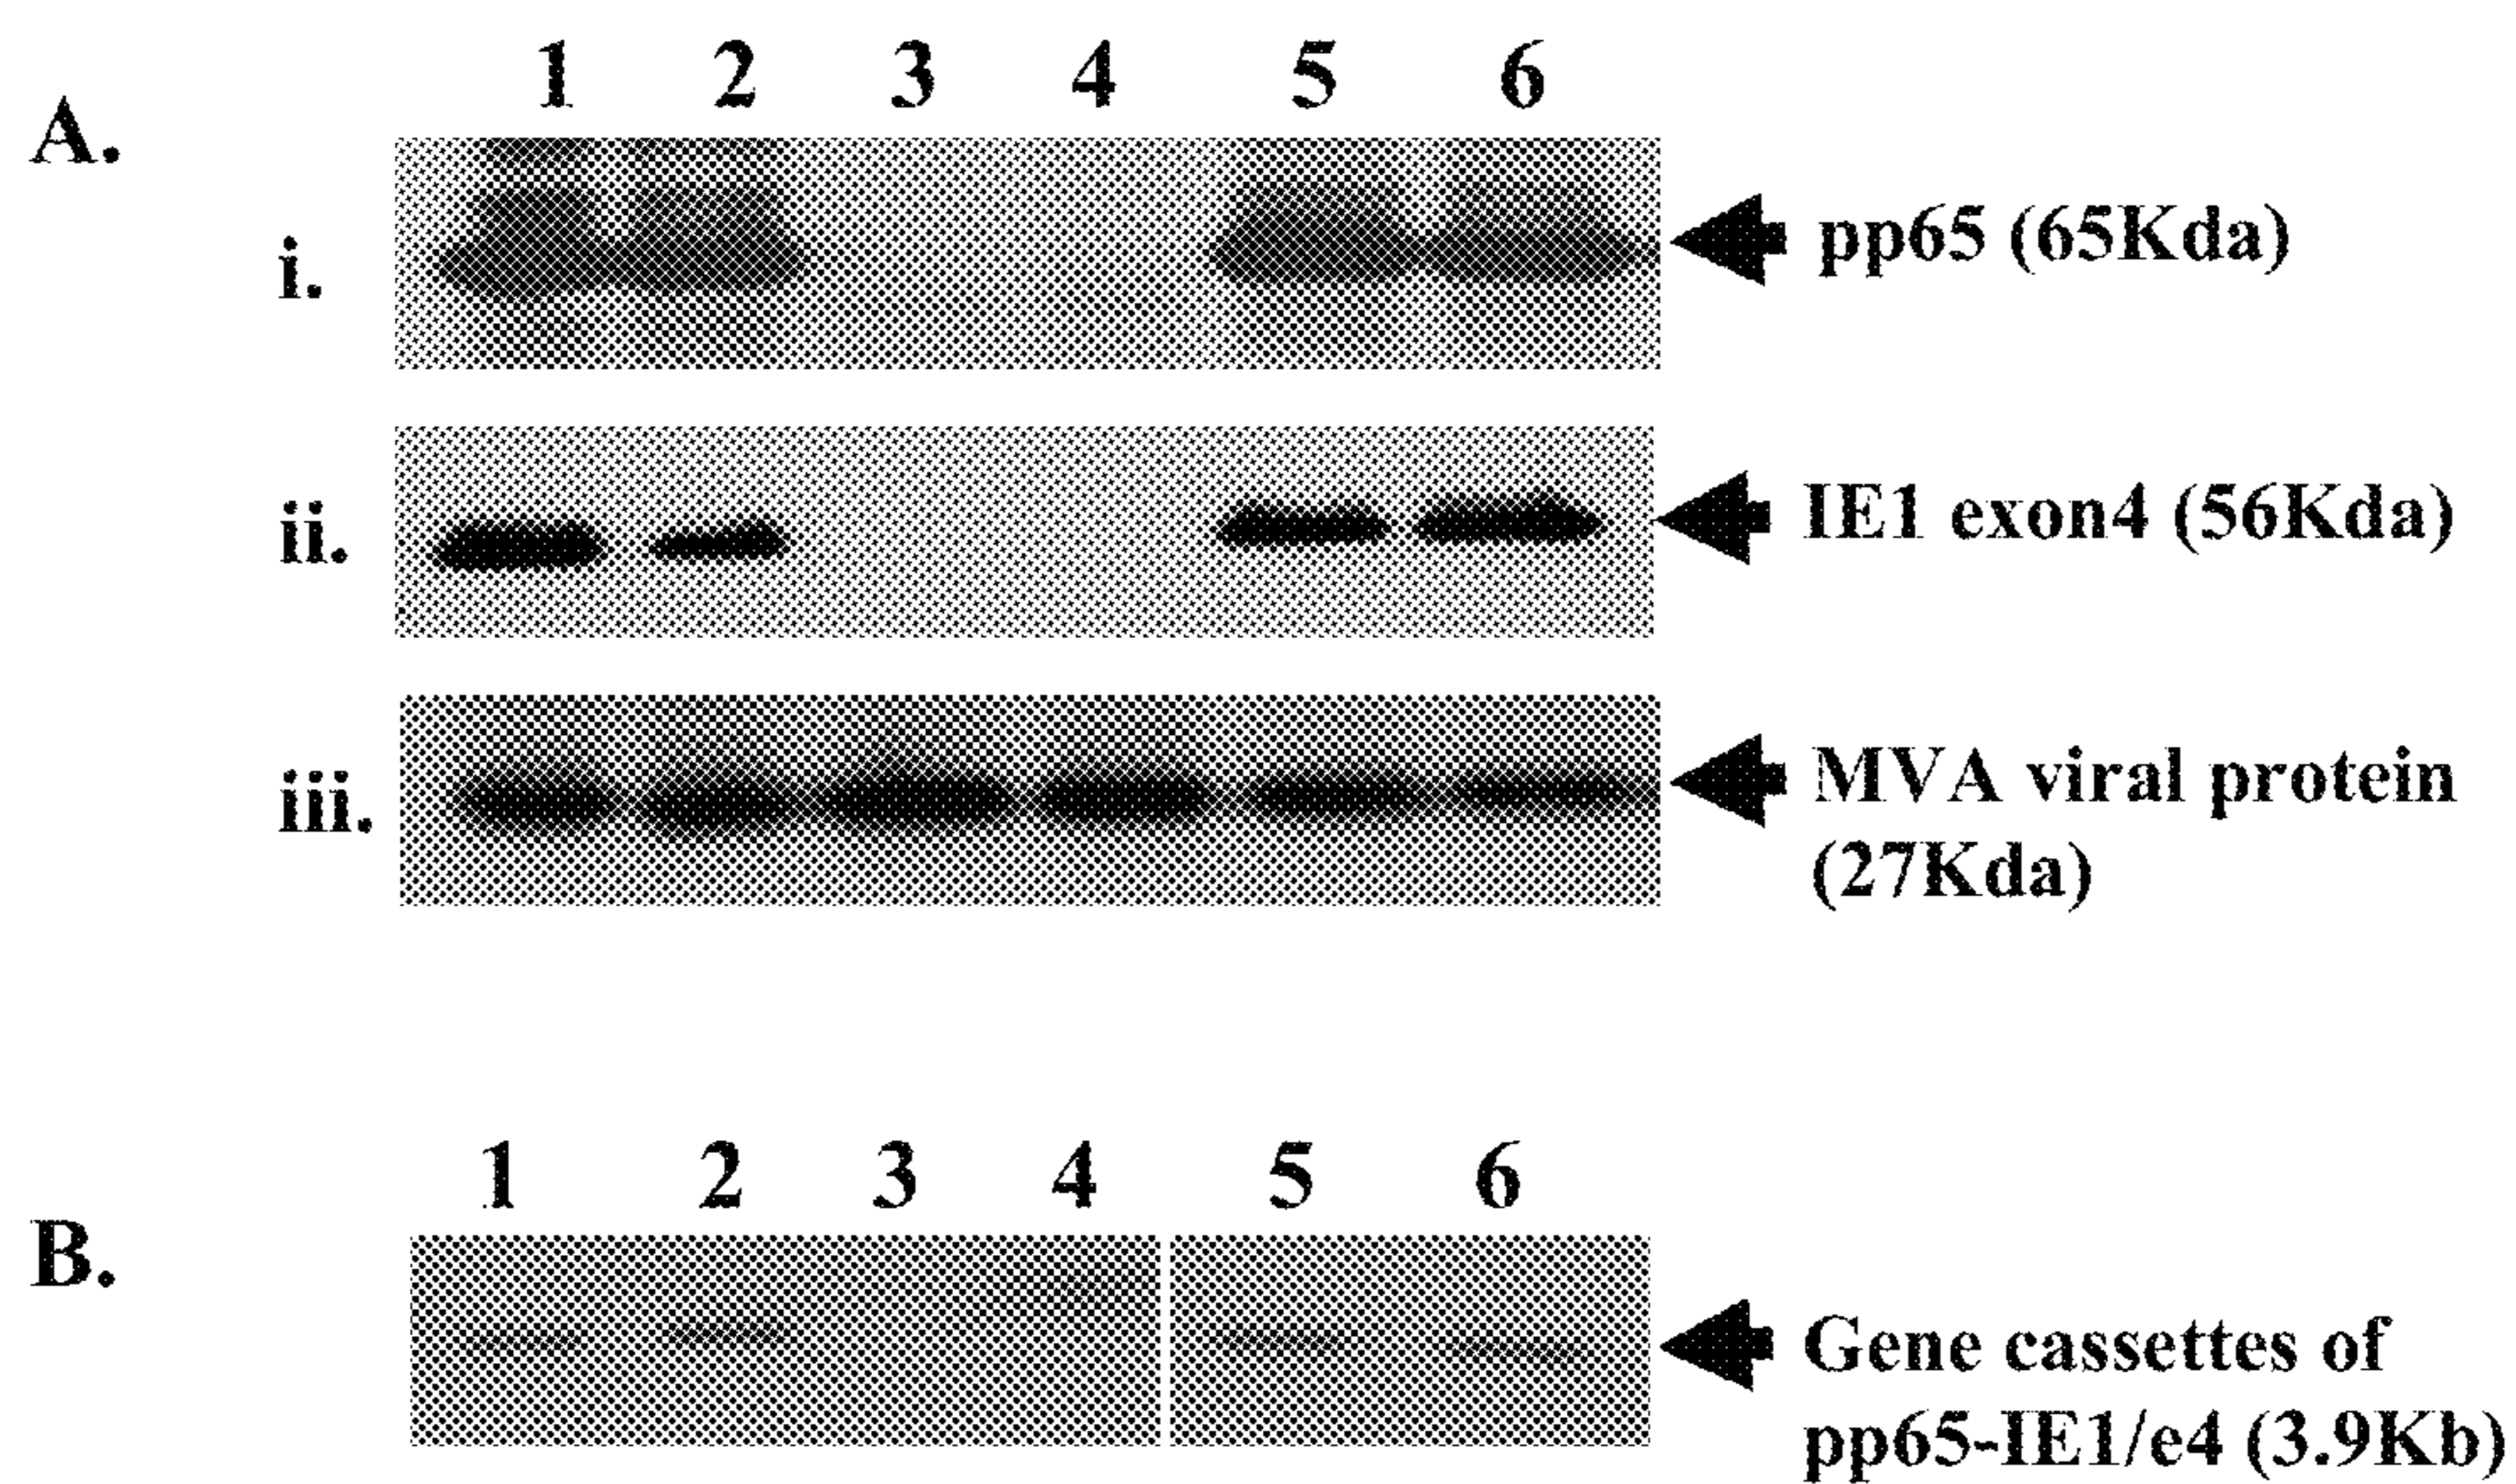 1 2 3 4 5 6
A.
i.
pp65 (65Kda)
ii.
IE1 exon4 (56Kda)
iii.
MVA viral protein
(27Kda)
1 2 3 4 5 6
B.
Gene cassettes of
pp65-IE1/e4 (3.9Kb)